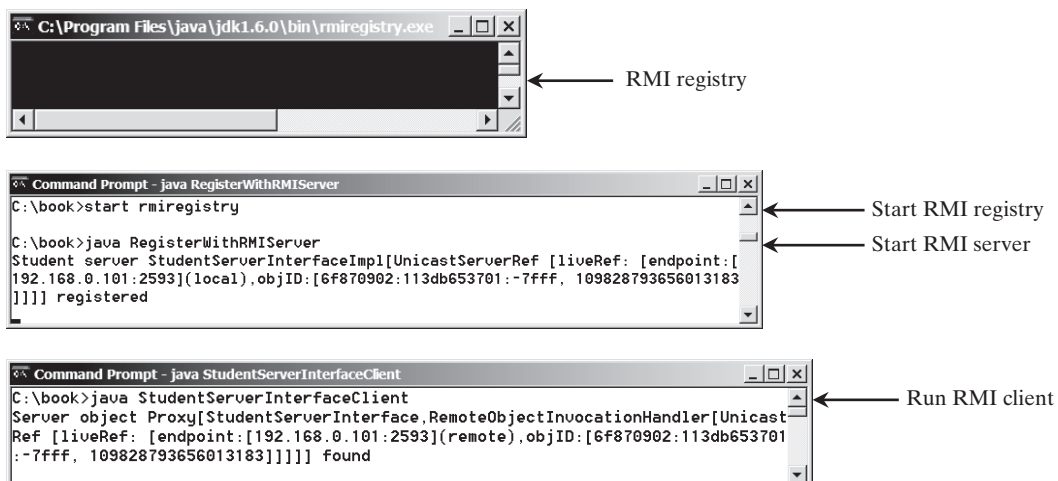 C:\Program Files\java\jdk1.6.0\bin\rmiregistry.exe
RMI registry
Command Prompt - java RegisterWithRMIServer
C:\book>start rmiregistry
Start RMI registry
C:\book>java RegisterWithRMIServer
Start RMI server
Student server StudentServerInterfaceImpl[UnicastServerRef [liveRef: [endpoint:[
192.168.0.101:2593](local),objID:[6f870902:113db653701:-7fff, 109828793656013183
]]]] registered
Command Prompt - java StudentServerInterfaceClient
C:\book>java StudentServerInterfaceClient
Run RMI client
Server object Proxy[StudentServerInterface,RemoteObjectInvocationHandler[Unicast
Ref [liveRef: [endpoint:[192.168.0.101:2593](remote),objID:[6f870902:113db653701
:-7fff, 109828793656013183]]]]] found